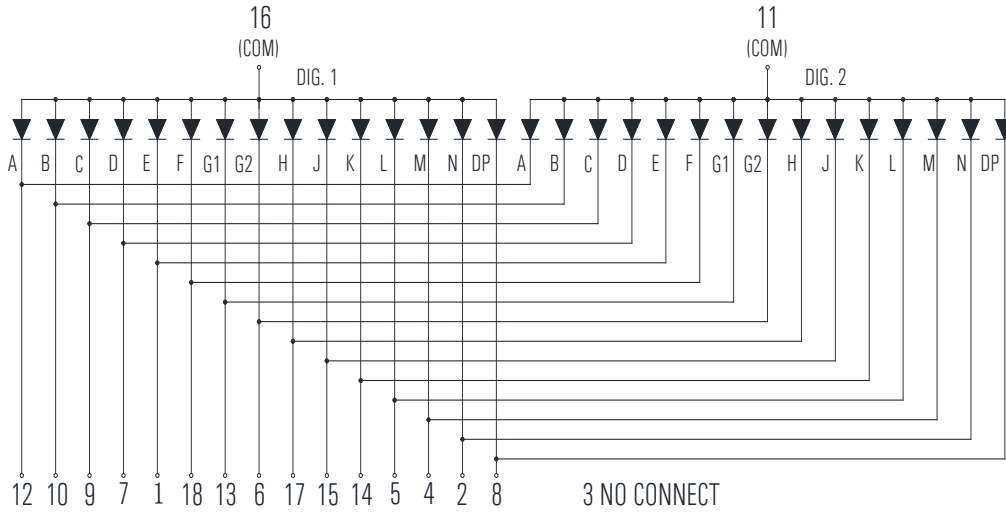 16 11
(COM) (COM)
DIG. 1 DIG. 2
A B C D E F G1 G2 H J K L M N DP A B C D E F G1 G2 H J K L M N DP
12 10 9 7 1 18 13 6 17 15 14 5 4 2 8 3 NO CONNECT